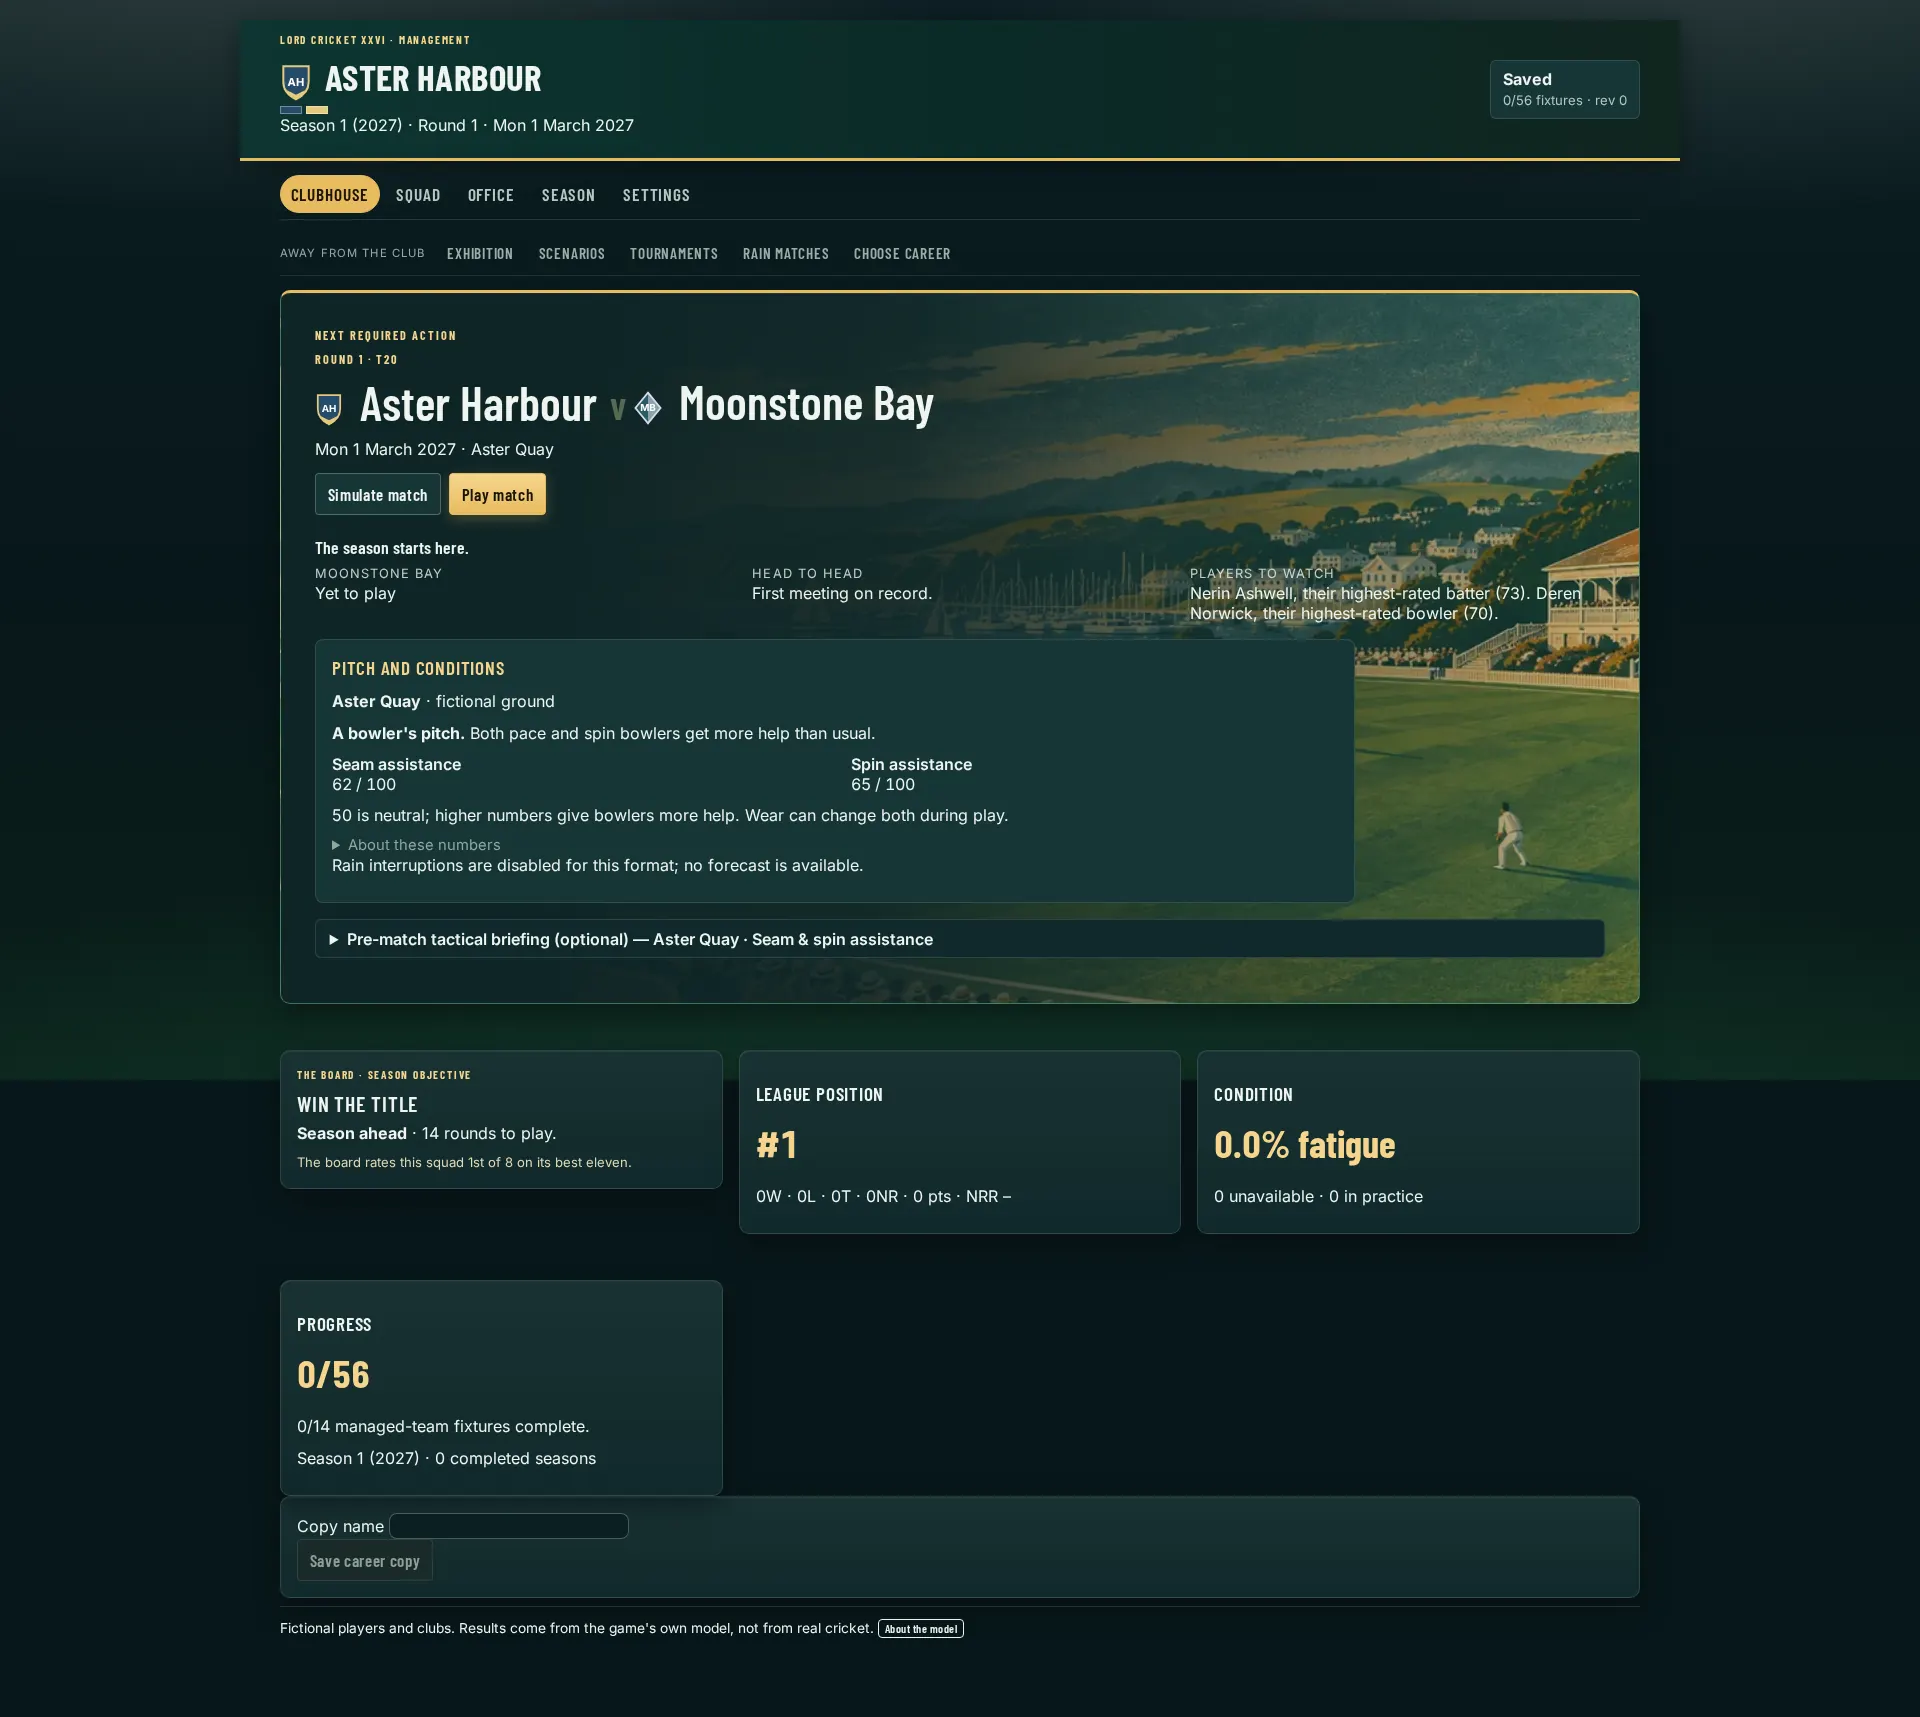 LORD CRICKET XXVI · MANAGEMENT
AH ASTER HARBOUR
Season 1 (2027) · Round 1 · Mon 1 March 2027
Saved
0/56 fixtures · rev 0
CLUBHOUSE SQUAD OFFICE SEASON SETTINGS
AWAY FROM THE CLUB EXHIBITION SCENARIOS TOURNAMENTS RAIN MATCHES CHOOSE CAREER
NEXT REQUIRED ACTION
ROUND 1 · T20
AH Aster Harbour v MB Moonstone Bay
Mon 1 March 2027 · Aster Quay
Simulate match Play match
The season starts here.
MOONSTONE BAY
Yet to play
HEAD TO HEAD
First meeting on record.
PLAYERS TO WATCH
Nerin Ashwell, their highest-rated batter (73). Deren
Norwick, their highest-rated bowler (70).
PITCH AND CONDITIONS
Aster Quay · fictional ground
A bowler's pitch. Both pace and spin bowlers get more help than usual.
Seam assistance
62 / 100
Spin assistance
65 / 100
50 is neutral; higher numbers give bowlers more help. Wear can change both during play.
▶ About these numbers
Rain interruptions are disabled for this format; no forecast is available.
▶ Pre-match tactical briefing (optional) — Aster Quay · Seam & spin assistance
THE BOARD · SEASON OBJECTIVE
WIN THE TITLE
Season ahead · 14 rounds to play.
The board rates this squad 1st of 8 on its best eleven.
LEAGUE POSITION
#1
0W · 0L · 0T · 0NR · 0 pts · NRR –
CONDITION
0.0% fatigue
0 unavailable · 0 in practice
PROGRESS
0/56
0/14 managed-team fixtures complete.
Season 1 (2027) · 0 completed seasons
Copy name
Save career copy
Fictional players and clubs. Results come from the game's own model, not from real cricket. About the model